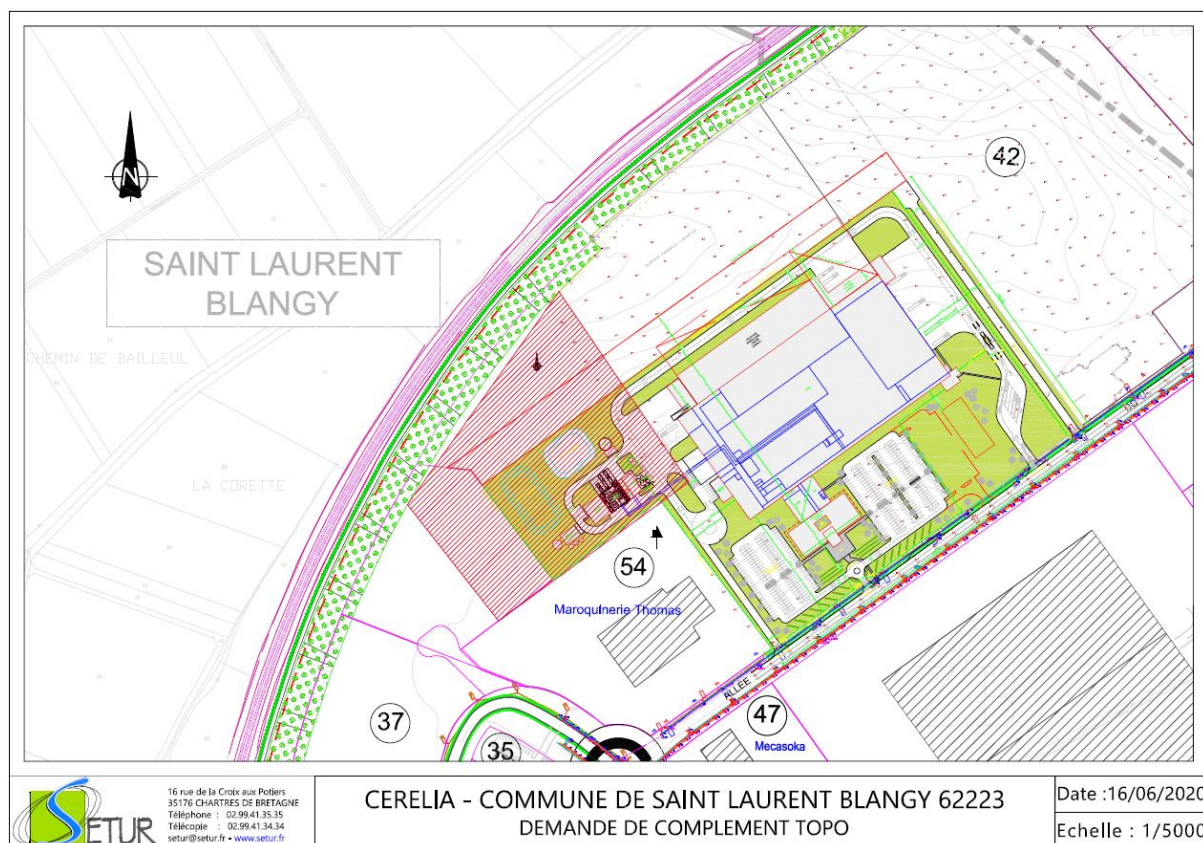 LE CH
42
SAINT LAURENT
BLANGY
N
CHEMIN DE BAILLEUL
LA CORETTE
54
Maroquinerie Thomas
ALLEE
37
35
47
Mecasoka
SETUR
16 rue de la Croix aux Potiers
35176 CHARTRES DE BRETAGNE
Téléphone : 02.99.41.35.35
Télécopie : 02.99.41.34.34
setur@setur.fr • www.setur.fr
CERELIA - COMMUNE DE SAINT LAURENT BLANGY 62223
DEMANDE DE COMPLEMENT TOPO
Date :16/06/2020
Echelle : 1/5000